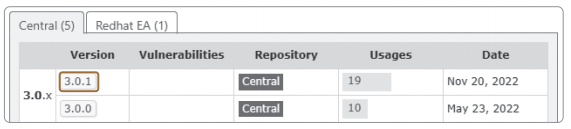 Central (5) Redhat EA (1)
Version Vulnerabilities Repository Usages Date
3.0.x
3.0.1 Central 19 Nov 20, 2022
3.0.0 Central 10 May 23, 2022